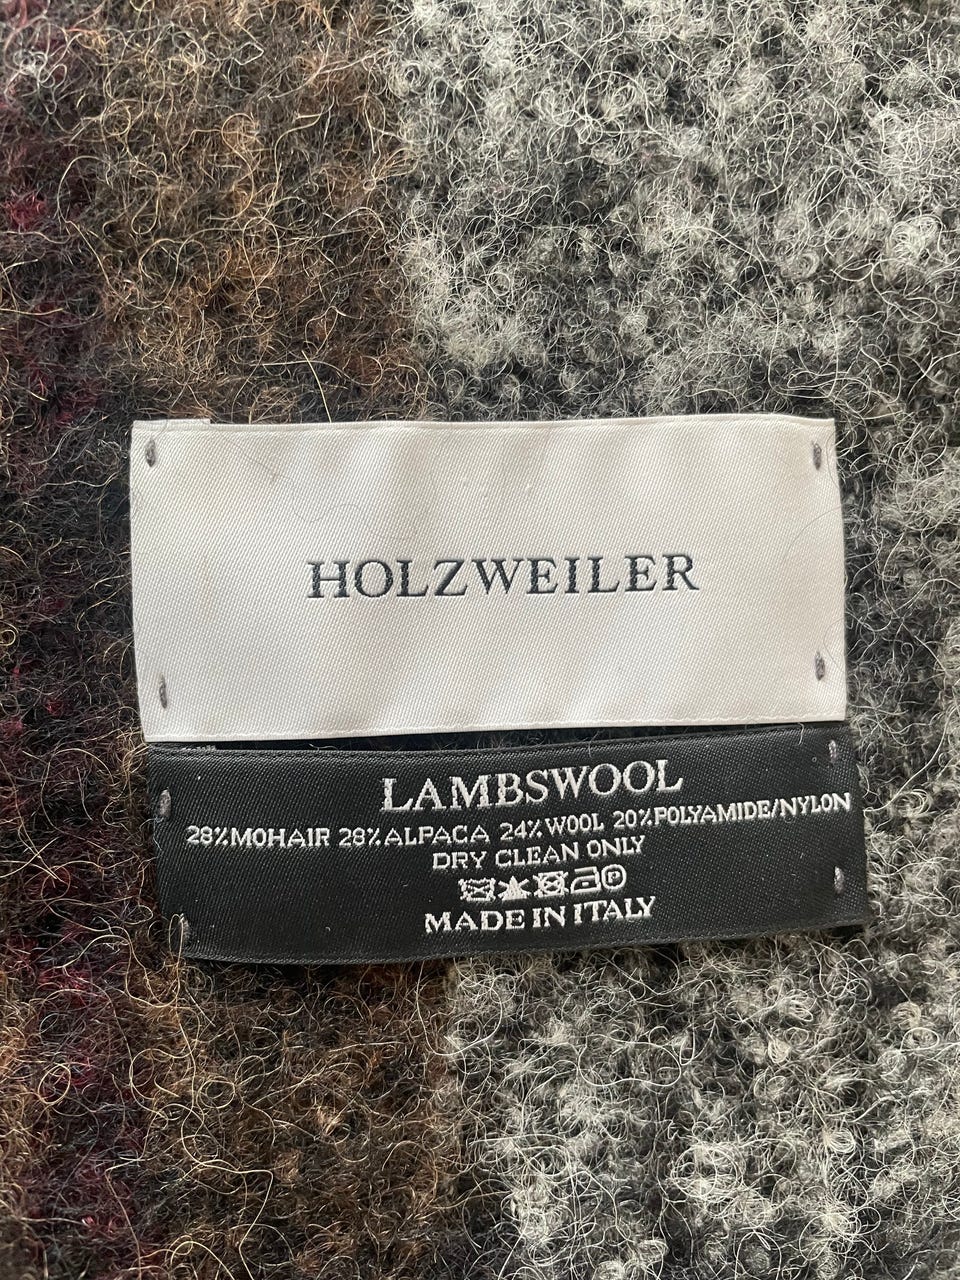 HOLZWEILER
LAMBSWOOL
28%MOHAIR 28%ALPACA 24%WOOL 20%POLYAMIDE/NYLON
DRY CLEAN ONLY
P
MADE IN ITALY